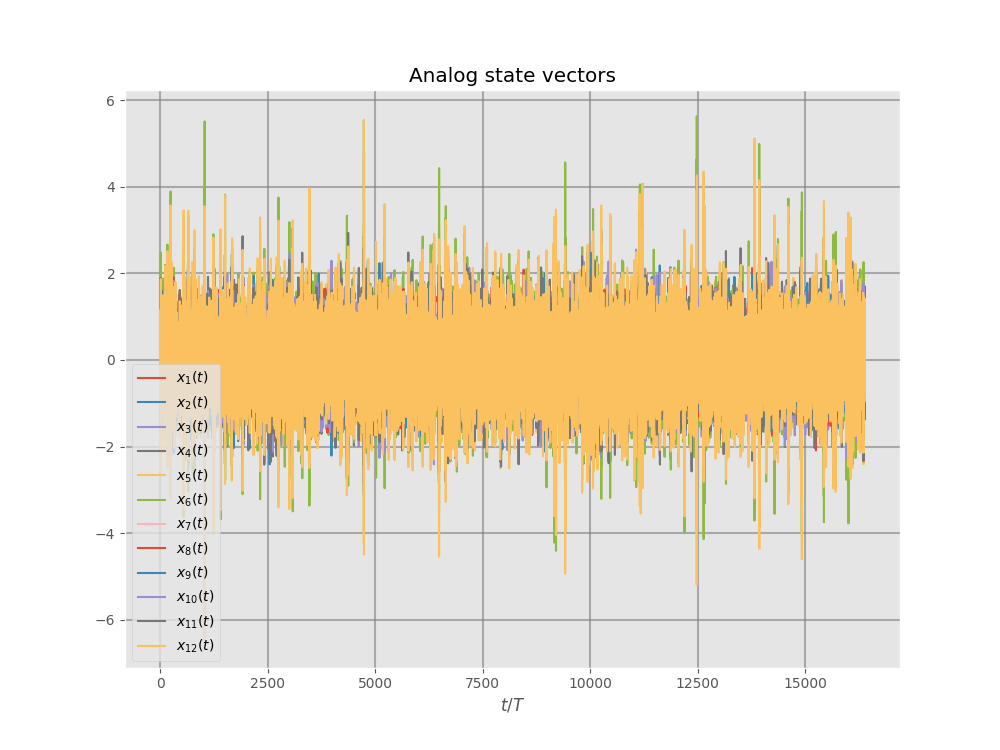 Analog state vectors
6
4
2
0
−2
−4
−6
x₁(t)
x₂(t)
x₃(t)
x₄(t)
x₅(t)
x₆(t)
x₇(t)
x₈(t)
x₉(t)
x₁₀(t)
x₁₁(t)
x₁₂(t)
0 2500 5000 7500 10000 12500 15000
t/T